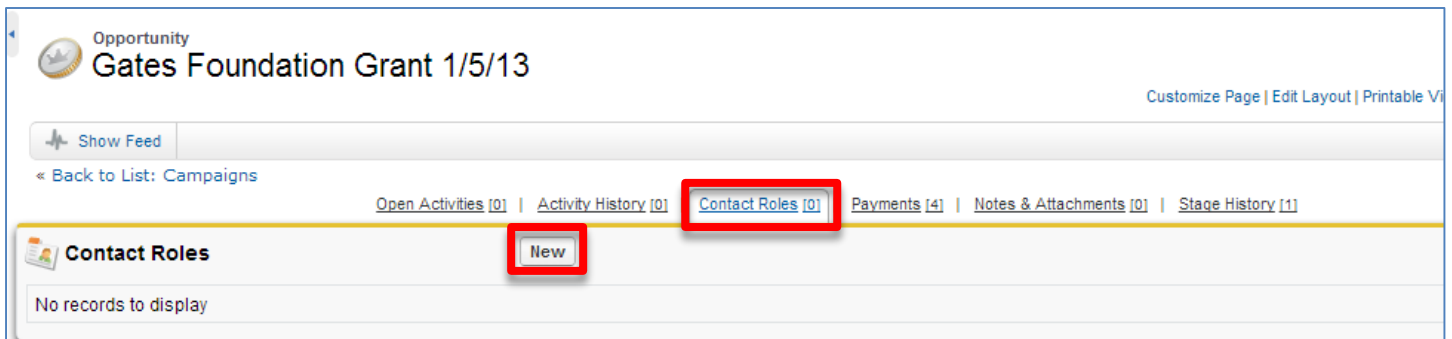 Opportunity
Gates Foundation Grant 1/5/13
Customize Page | Edit Layout | Printable Vi
Show Feed
« Back to List: Campaigns
Open Activities [0] | Activity History [0] Contact Roles [0] Payments [4] | Notes & Attachments [0] | Stage History [1]
Contact Roles New
No records to display